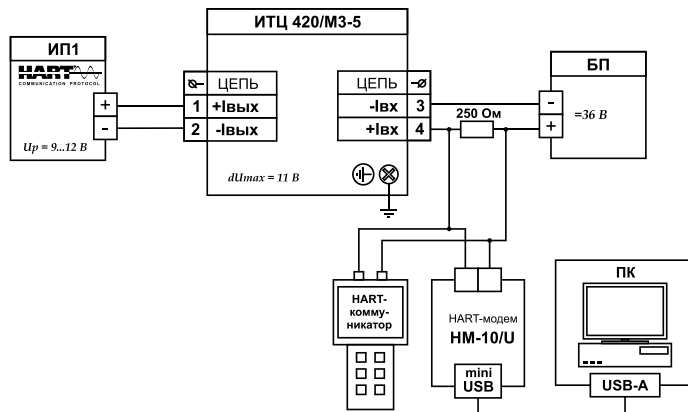 ИП1
HART
COMMUNICATION PROTOCOL
+
-
Up = 9...12 В
ИТЦ 420/М3-5
ЦЕПЬ
1 +Iвых
2 -Iвых
ЦЕПЬ
-Iвх 3
+Iвх 4
dUmax = 11 В
250 Ом
БП
-
+
=36 В
HART-
комму-
никатор
HART-модем
HM-10/U
mini
USB
ПК
USB-A